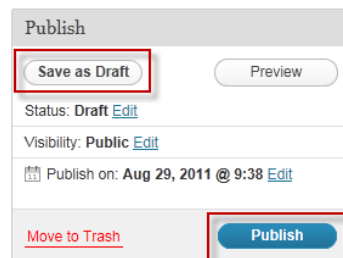 Publish
Save as Draft Preview
Status: Draft Edit
Visibility: Public Edit
11 Publish on: Aug 29, 2011 @ 9:38 Edit
Move to Trash Publish